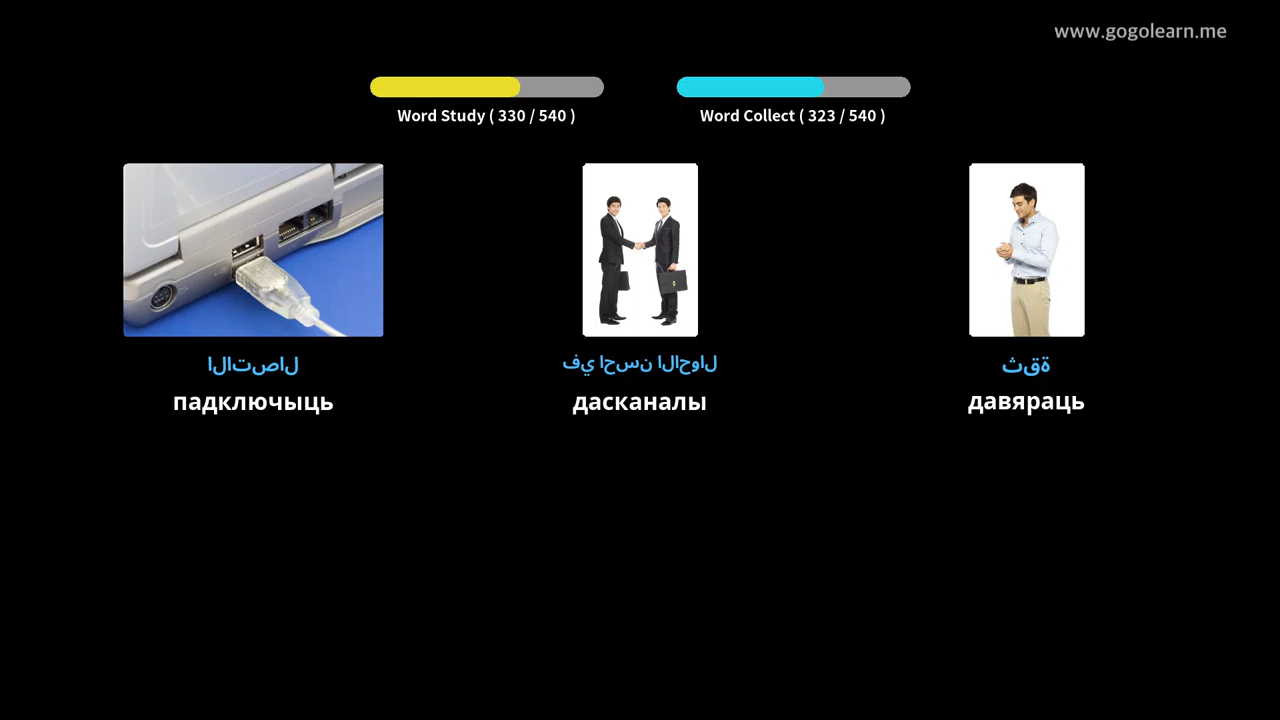 www.gogolearn.me
Word Study ( 330 / 540 )
Word Collect ( 323 / 540 )
الاتصال
في احسن الاحوال
ثقة
падключыць
дасканалы
давяраць